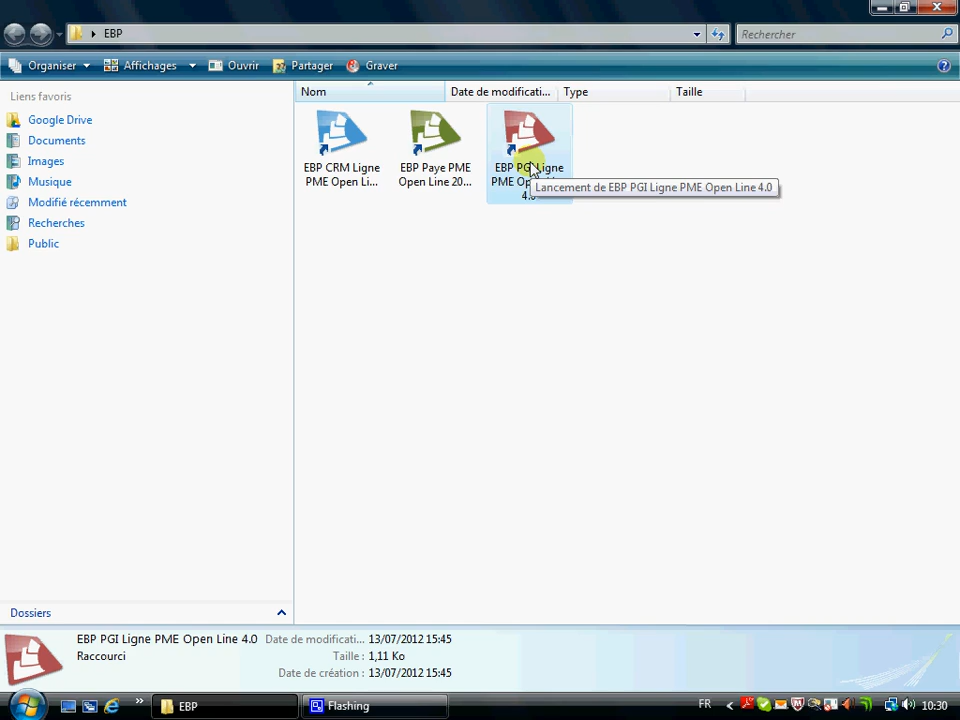 EBP
Rechercher
Organiser
Affichages
Ouvrir
Partager
Graver
Liens favoris
Google Drive
Documents
Images
Musique
Modifié récemment
Recherches
Public
Dossiers
Nom
Date de modificati...
Type
Taille
EBP CRM Ligne
PME Open Li...
EBP Paye PME
Open Line 20...
EBP PGI Ligne
PME Op
4.0
Lancement de EBP PGI Ligne PME Open Line 4.0
EBP PGI Ligne PME Open Line 4.0
Raccourci
Date de modificati... 13/07/2012 15:45
Taille : 1,11 Ko
Date de création : 13/07/2012 15:45
EBP
Flashing
FR
10:30